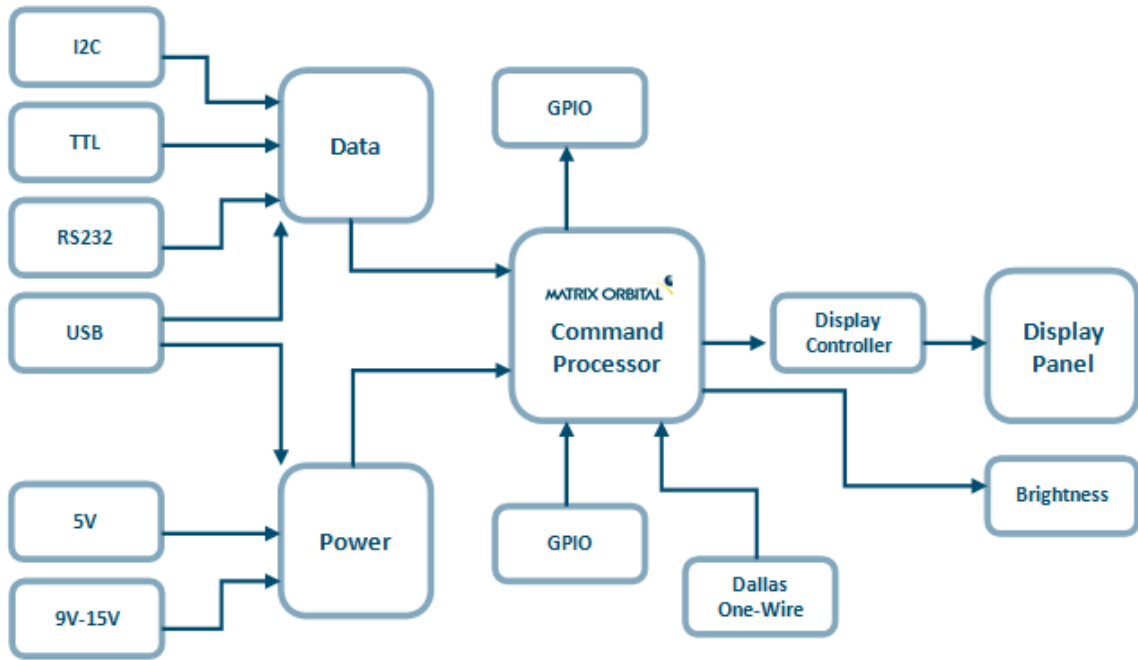 I2C
TTL
RS232
USB
5V
9V-15V
Data
Power
GPIO
MATRIX ORBITAL
Command
Processor
GPIO
Dallas
One-Wire
Display
Controller
Display
Panel
Brightness